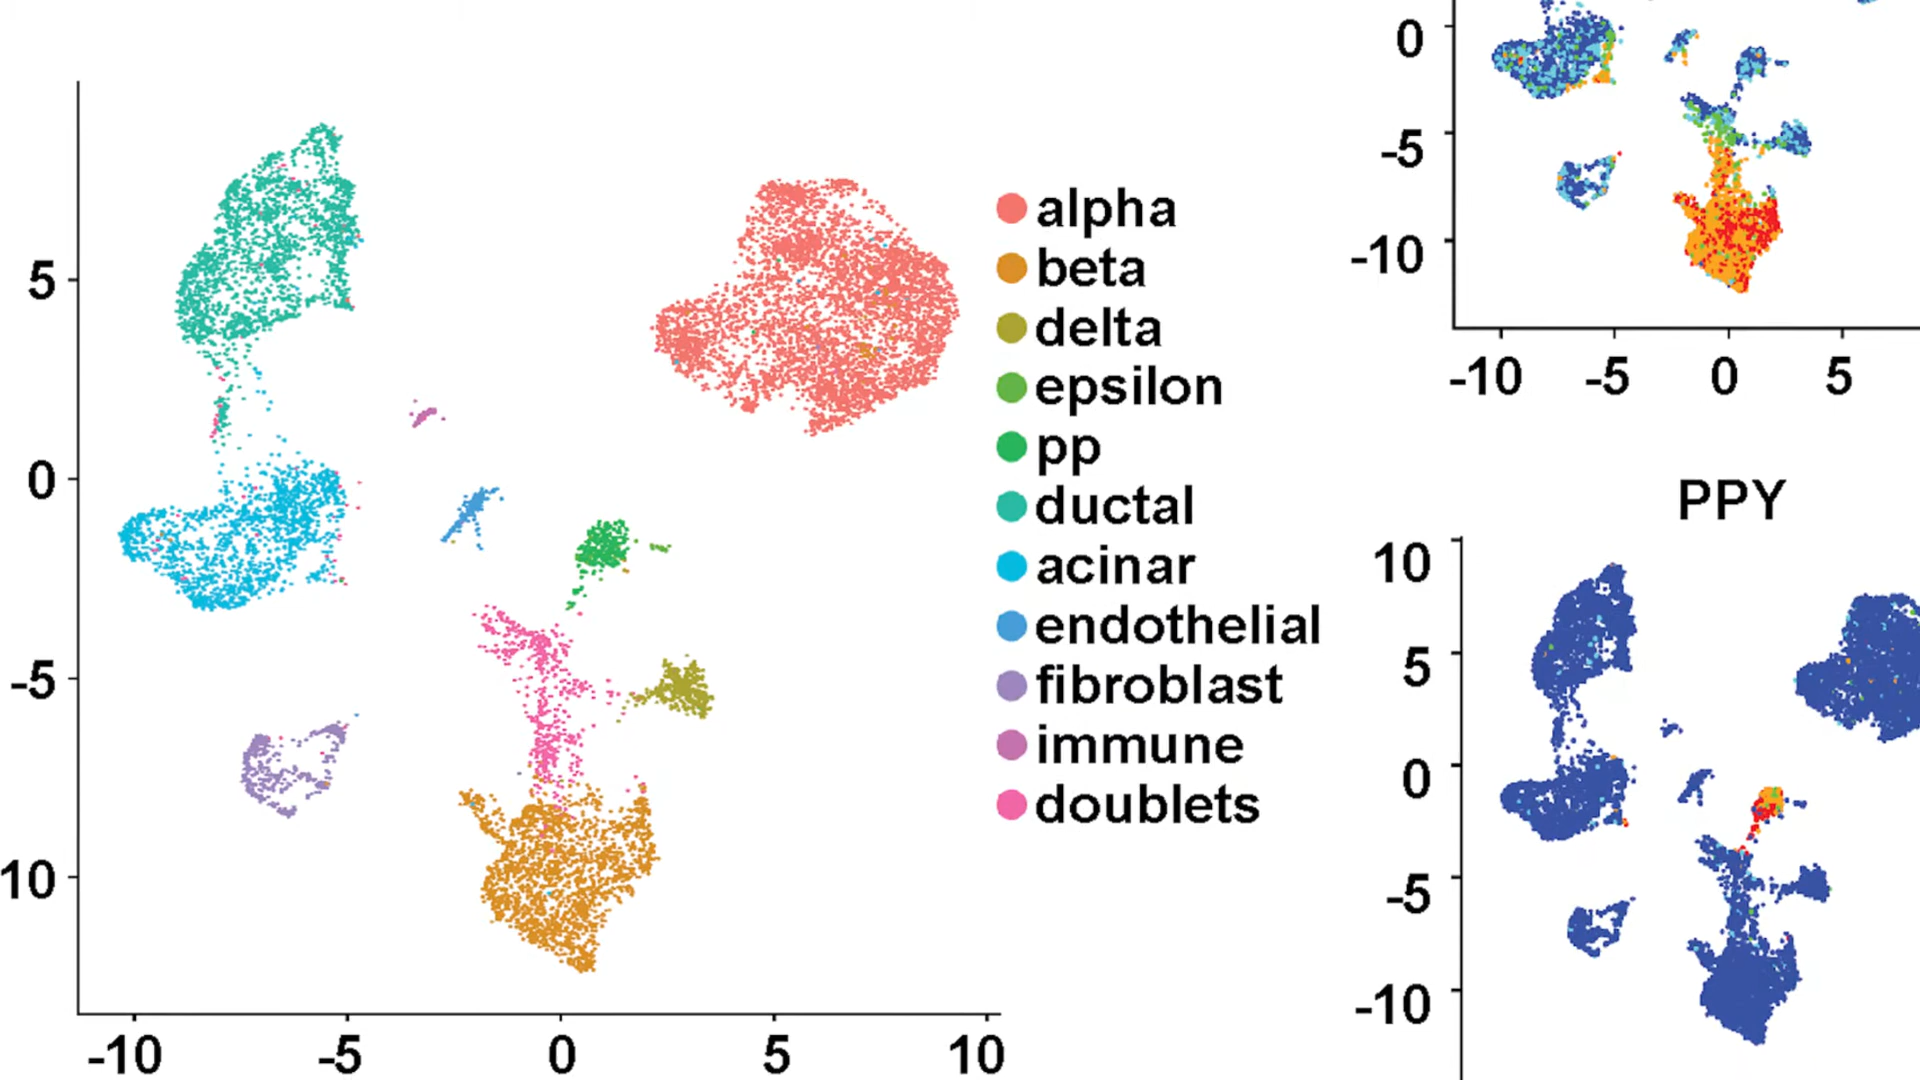 5
0
-5
10
-10
-5
0
5
10
alpha
beta
delta
epsilon
pp
ductal
acinar
endothelial
fibroblast
immune
doublets
0
-5
-10
-10
-5
0
5
PPY
10
5
0
-5
-10